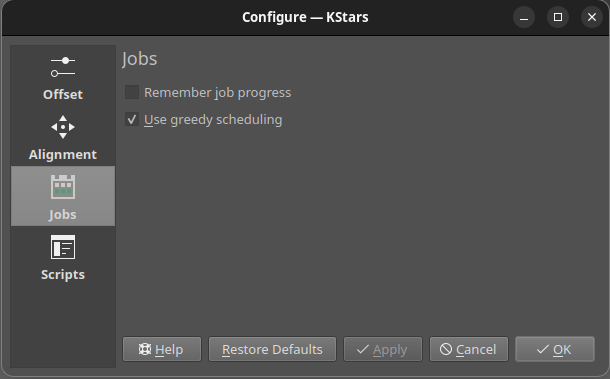 Configure — KStars
Offset
Alignment
Jobs
Scripts
Jobs
Remember job progress
Use greedy scheduling
Help
Restore Defaults
Apply
Cancel
OK